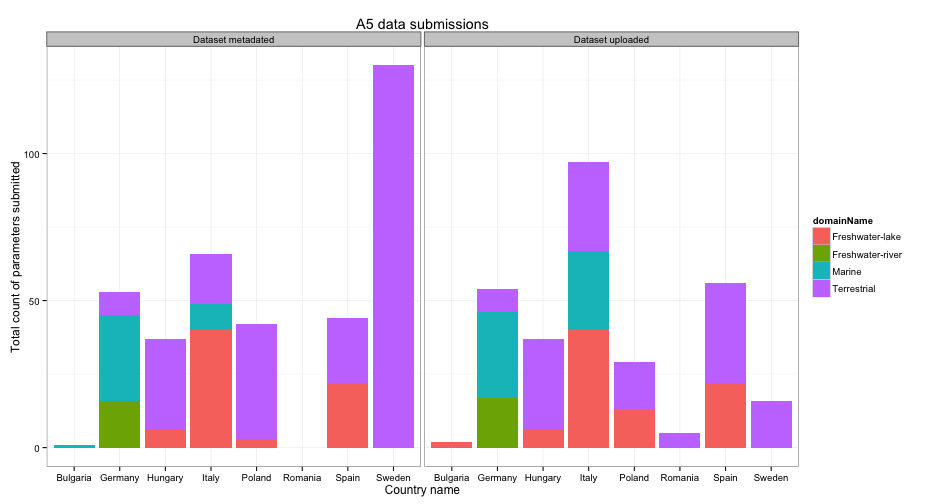 A5 data submissions
Dataset metadated
Dataset uploaded
Total count of parameters submitted
100
50
0
Bulgaria Germany Hungary Italy Poland Romania Spain Sweden
Bulgaria Germany Hungary Italy Poland Romania Spain Sweden
Country name
domainName
Freshwater-lake
Freshwater-river
Marine
Terrestrial